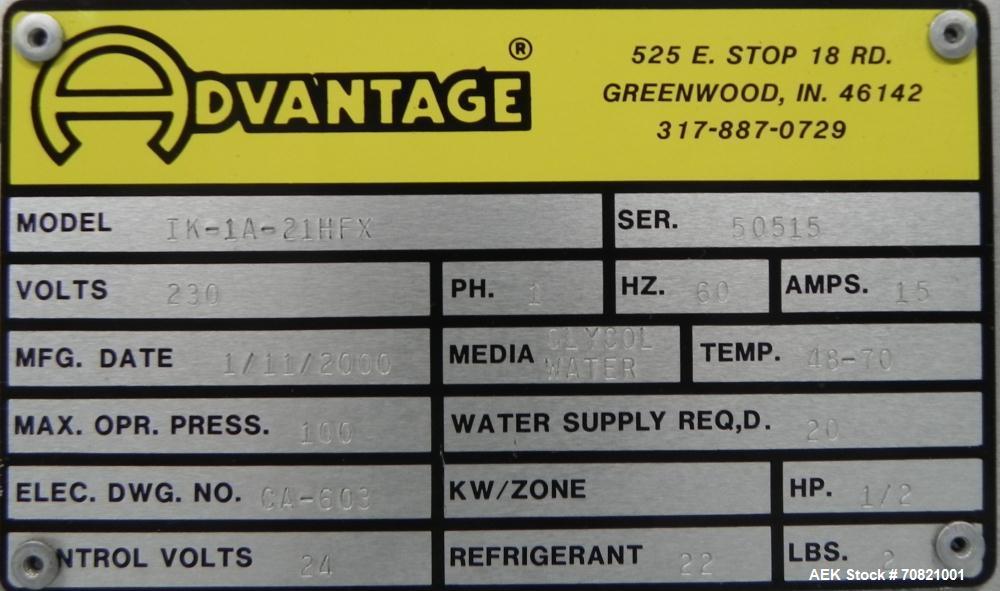 ADVANTAGE®
525 E. STOP 18 RD.
GREENWOOD, IN. 46142
317-887-0729
MODEL IK-1A-21HFX SER. 50515
VOLTS 230 PH. 1 HZ. 60 AMPS. 15
MFG. DATE 1/11/2000 MEDIA GLYCOL WATER TEMP. 48-70
MAX. OPR. PRESS. 100 WATER SUPPLY REQ,D. 20
ELEC. DWG. NO. CA-603 KW/ZONE HP. 1/2
NTROL VOLTS 24 REFRIGERANT 22 LBS. 2
AEK Stock # 70821001